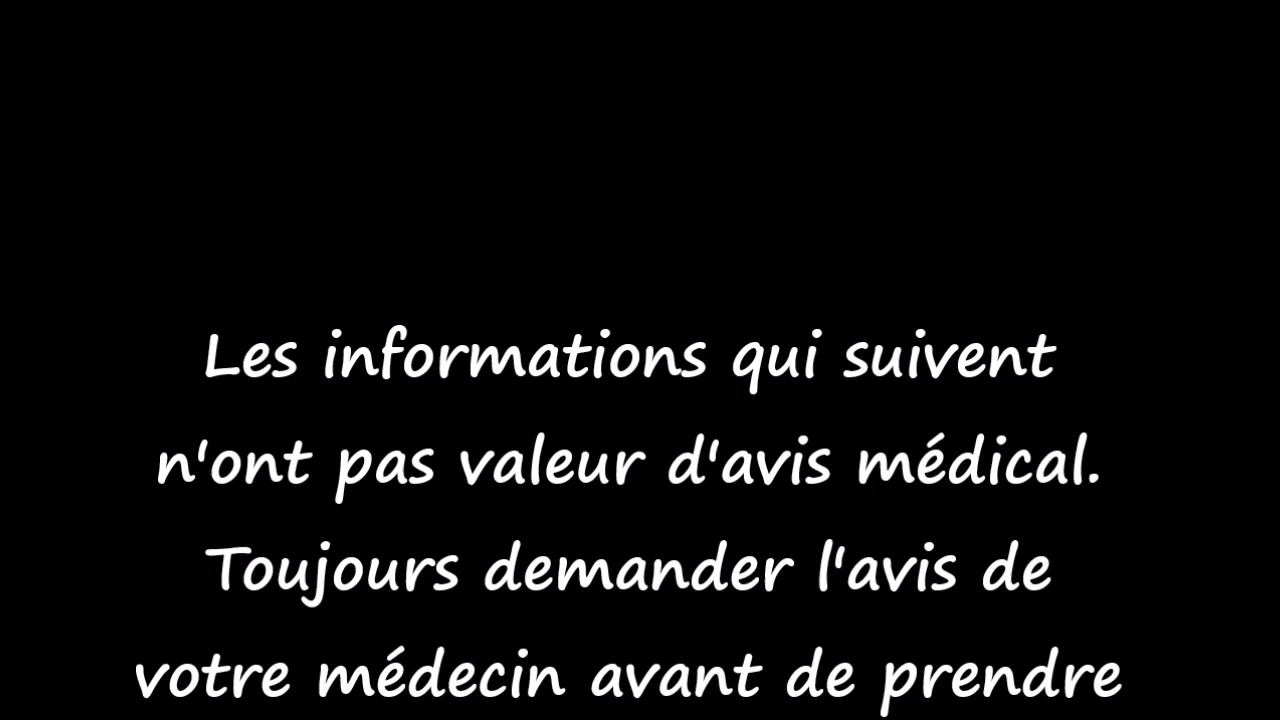 Les informations qui suivent
n'ont pas valeur d'avis médical.
Toujours demander l'avis de
votre médecin avant de prendre